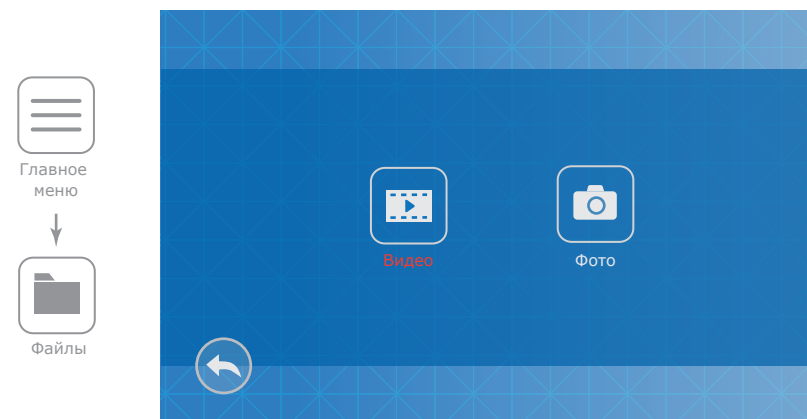 Главное
меню
Файлы
Видео
Фото